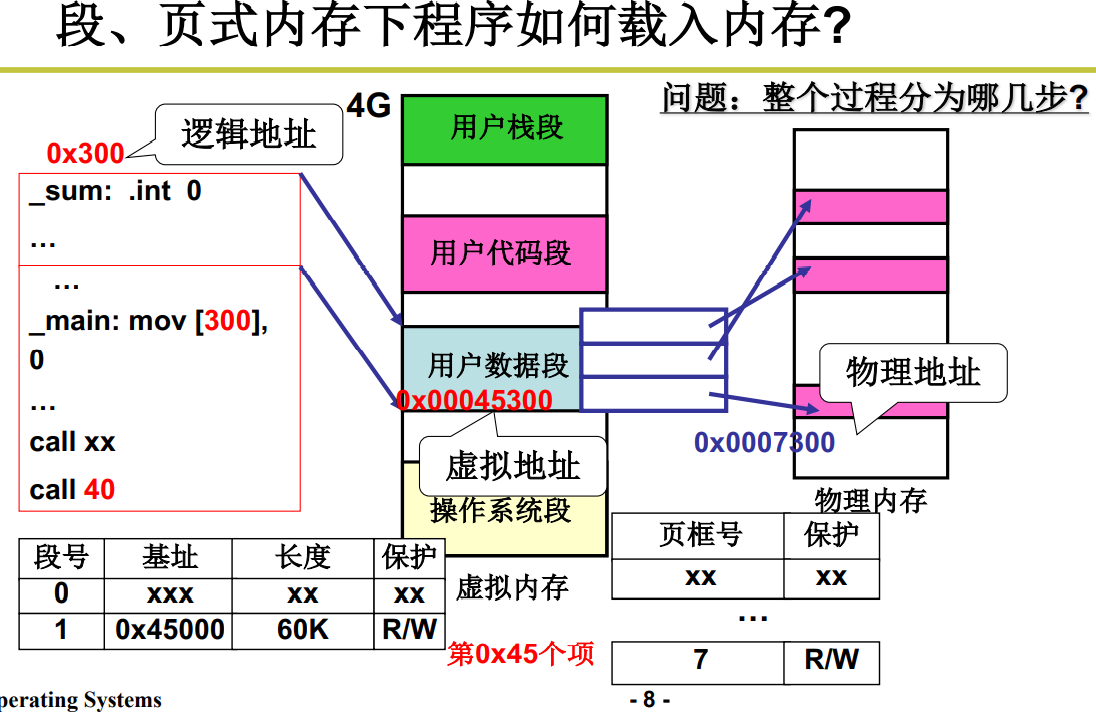 段、页式内存下程序如何载入内存?
问题：整个过程分为哪几步?
逻辑地址
0x300
_sum: .int 0
…
…
_main: mov [300],
0
…
call xx
call 40
4G
用户栈段
用户代码段
用户数据段
0x00045300
虚拟地址
操作系统段
虚拟内存
物理地址
0x0007300
物理内存
段号 基址 长度 保护
0 xxx xx xx
1 0x45000 60K R/W
页框号 保护
xx xx
…
第0x45个项
7 R/W
perating Systems
- 8 -